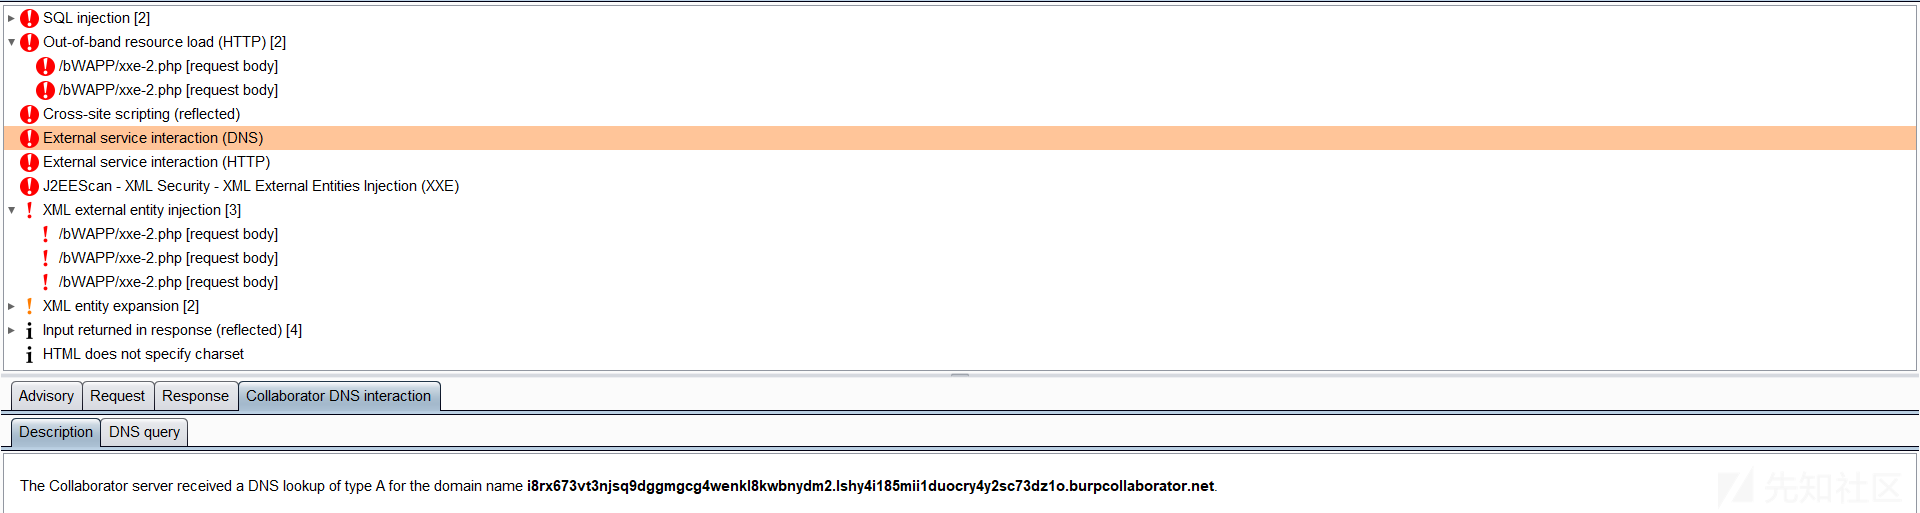 SQL injection [2]
Out-of-band resource load (HTTP) [2]
/bWAPP/xxe-2.php [request body]
/bWAPP/xxe-2.php [request body]
Cross-site scripting (reflected)
External service interaction (DNS)
External service interaction (HTTP)
J2EEScan - XML Security - XML External Entities Injection (XXE)
XML external entity injection [3]
/bWAPP/xxe-2.php [request body]
/bWAPP/xxe-2.php [request body]
/bWAPP/xxe-2.php [request body]
XML entity expansion [2]
Input returned in response (reflected) [4]
HTML does not specify charset
Advisory Request Response Collaborator DNS interaction
Description DNS query
The Collaborator server received a DNS lookup of type A for the domain name i8rx673vt3njsq9dggmgcg4wenkl8kwbnydm2.lshy4i185mii1duocry4y2sc73dz1o.burpcollaborator.net.
先知社区